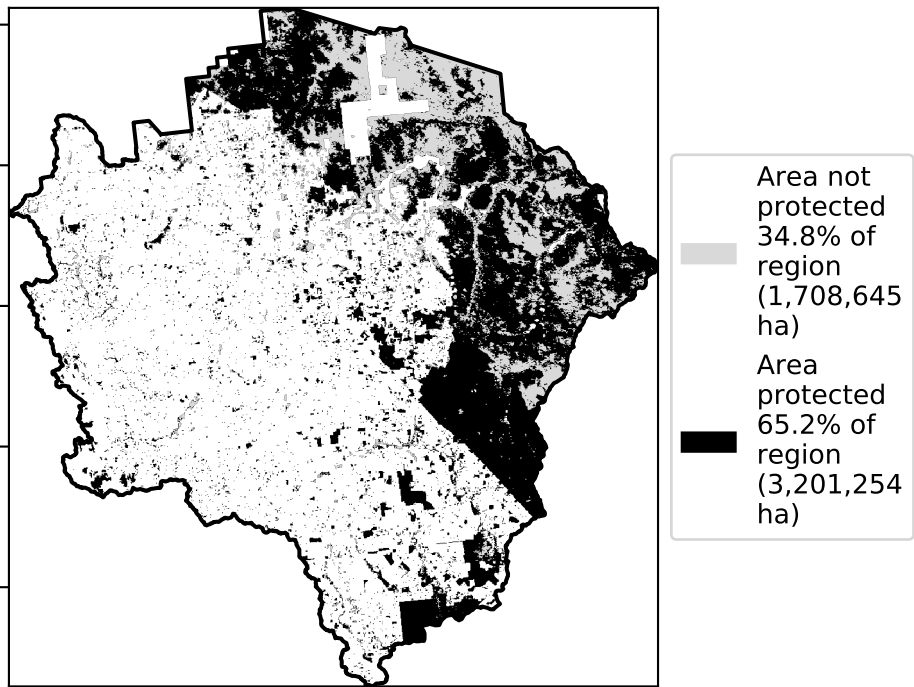 Area not
protected
34.8% of
region
(1,708,645
ha)
Area
protected
65.2% of
region
(3,201,254
ha)